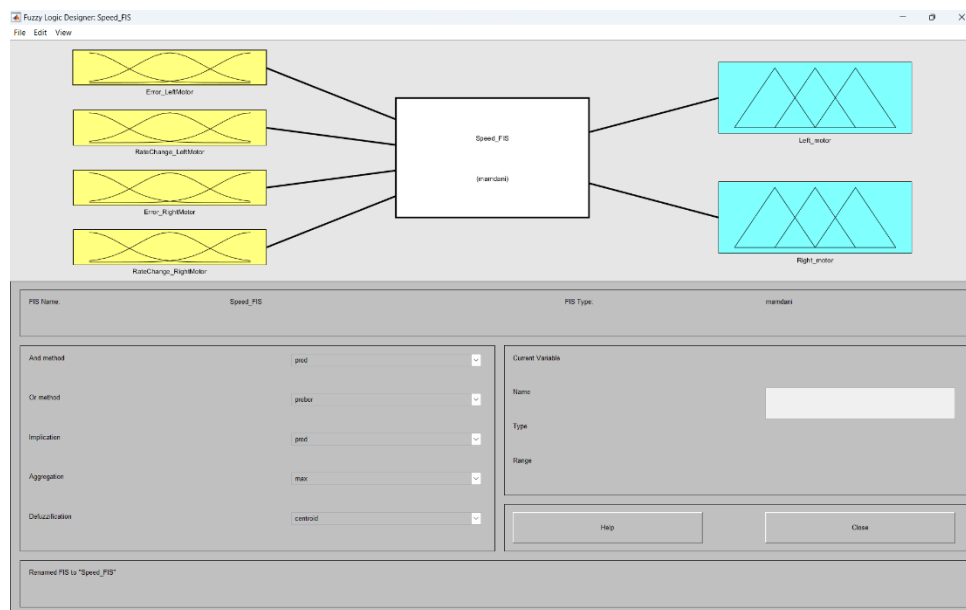 Fuzzy Logic Designer: Speed_FIS
File Edit View
Error_LeftMotor
RateChange_LeftMotor
Error_RightMotor
RateChange_RightMotor
Speed_FIS
(mamdani)
Left_motor
Right_motor
FIS Name: Speed_FIS FIS Type: mamdani
And method prod
Or method probor
Implication prod
Aggregation max
Defuzzification centroid
Current Variable
Name
Type
Range
Help Close
Renamed FIS to "Speed_FIS"